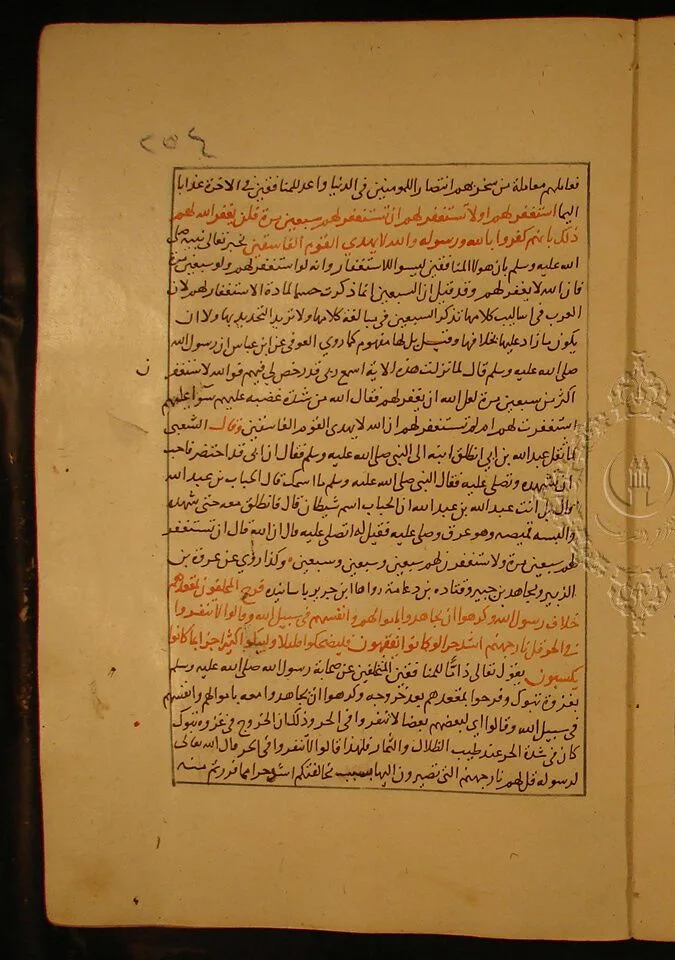 ٢٥٤
فعاملهم معاملة من سخر بهم انتصارا للمومنين في الدنيا واعد للمنافقين في الاخرة عذابا
اليما استغفر لهم او لا تستغفر لهم ان تستغفر لهم سبعين مرة فلن يغفر الله لهم
ذلك بانهم كفروا بالله ورسوله والله لا يهدي القوم الفاسقين يخبر تعالى نبيه صلى
الله عليه وسلم بان هولا المنافقين ليسوا للاستغفار وانه لو استغفر لهم ولو سبعين مرة
فان الله لا يغفر لهم وقد قيل ان السبعين انما ذكرت حسما لمادة الاستغفار لهم لان
العرب في اساليب كلامها تذكر السبعين في مبالغة كلامها ولا تريد التحديد بها ولا ان
يكون ما زاد عليها بخلافها وقيل بل لها مفهوم كما روي العوفي عن ابن عباس ان رسول الله
صلى الله عليه وسلم قال لما نزلت هذه الاية اسمع ربي قد رخص لي فيهم فوالله لاستغفر
ن
اكثر من سبعين مرة لعل الله ان يغفر لهم فقال الله من شدة غضبه عليهم سوا عليهم
استغفرت لهم ام لم تستغفر لهم ان الله لا يهدي القوم الفاسقين وقال الشعبي
لما ثقل عبد الله بن ابي انطلق ابنه الى النبي صلى الله عليه وسلم فقال ان ابي قد احتضر فاحب
ان تشهده وتصلي عليه فقال النبي صلى الله عليه وسلم ما اسمك قال الحباب بن عبد الله
قال بل انت عبد الله بن عبد الله ان الحباب اسم شيطان قال فانطلق معه حتى شهده
والبسه قميصه وهو عرق وصلى عليه فقيل له اتصلي عليه قال ان الله قال ان تستغفر
لهم سبعين مرة ولاستغفرن لهم سبعين وسبعين وسبعين وكذا روي عن عروة بن
الزبير ومجاهد بن جبير وقتاده بن دعامة رواها ابن جرير باسانيده فرح المخلفون بمقعدهم
خلاف رسول الله وكرهوا ان يجاهدوا باموالهم وانفسهم في سبيل الله وقالوا لا تنفروا
في الحر قل نار جهنم اشد حرا لو كانوا يفقهون فليضحكوا قليلا وليبكوا كثيرا جزا بما كانوا
يكسبون يقول تعالى ذاما للمنافقين المتخلفين عن صحابة رسول الله صلى الله عليه وسلم
في غزوة تبوك وفرحوا بمقعدهم بعد خروجه وكرهوا ان يجاهدوا معه باموالهم وانفسهم
في سبيل الله وقالوا اي بعضهم لبعض لا تنفروا في الحر وذلك ان الخروج في غزوة تبوك
كان في شدة الحر عند طيب الظلال والثمار فلهذا قالوا لا تنفروا في الحر قال الله تعالى
لرسوله قل لهم نار جهنم التي تصيرون اليها بسبب مخالفتكم اشد حرا مما فررتم منه